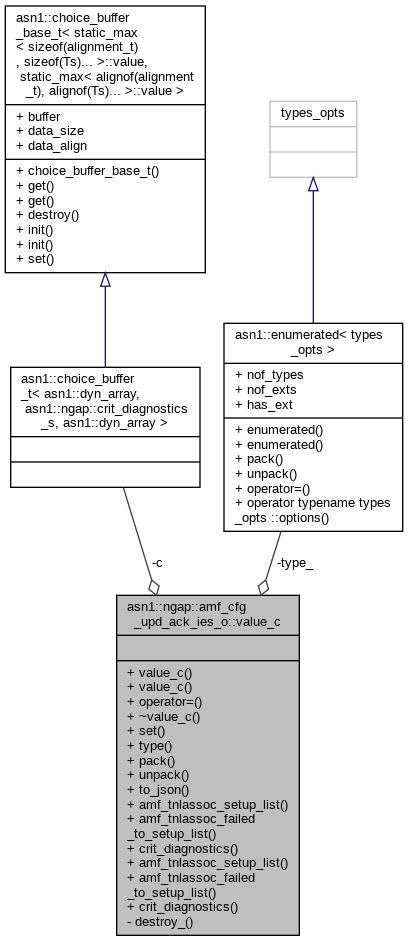 asn1::choice_buffer
_base_t< static_max
< sizeof(alignment_t)
, sizeof(Ts)... >::value,
static_max< alignof(alignment
_t), alignof(Ts)... >::value >
+ buffer
+ data_size
+ data_align
+ choice_buffer_base_t()
+ get()
+ get()
+ destroy()
+ init()
+ init()
+ set()
types_opts
asn1::choice_buffer
_t< asn1::dyn_array,
asn1::ngap::crit_diagnostics
_s, asn1::dyn_array >
asn1::enumerated< types
_opts >
+ nof_types
+ nof_exts
+ has_ext
+ enumerated()
+ enumerated()
+ pack()
+ unpack()
+ operator=()
+ operator typename types
_opts ::options()
-c
-type_
asn1::ngap::amf_cfg
_upd_ack_ies_o::value_c
+ value_c()
+ value_c()
+ operator=()
+ ~value_c()
+ set()
+ type()
+ pack()
+ unpack()
+ to_json()
+ amf_tnlassoc_setup_list()
+ amf_tnlassoc_failed
_to_setup_list()
+ crit_diagnostics()
+ amf_tnlassoc_setup_list()
+ amf_tnlassoc_failed
_to_setup_list()
+ crit_diagnostics()
- destroy_()